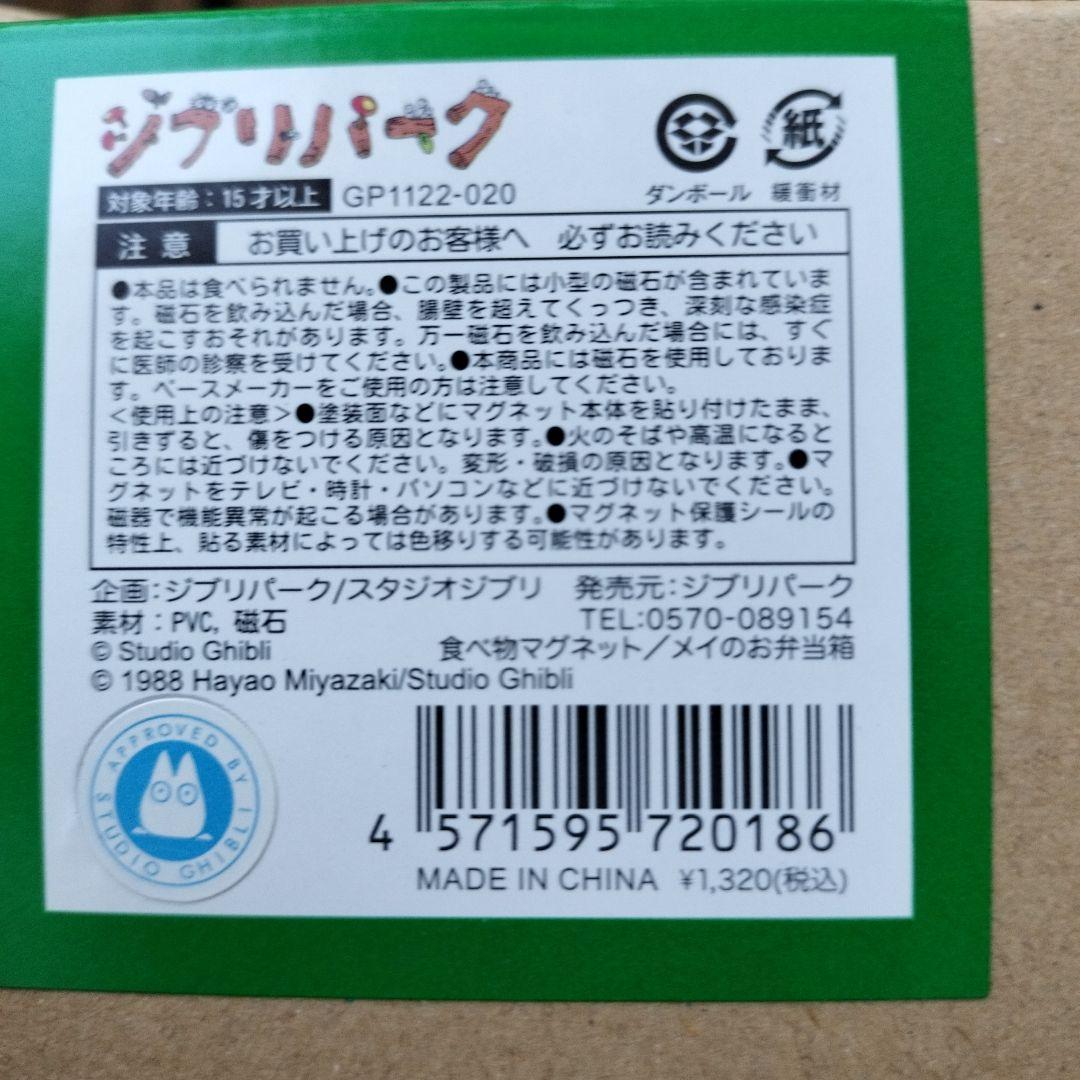 ジブリパーク
ダンボール 緩衝材
紙
対象年齢：15才以上 GP1122-020
注意 お買い上げのお客様へ 必ずお読みください
●本品は食べられません。●この製品には小型の磁石が含まれていま
す。磁石を飲み込んだ場合、腸壁を超えてくっつき、深刻な感染症
を起こすおそれがあります。万一磁石を飲み込んだ場合には、すぐ
に医師の診察を受けてください。●本商品には磁石を使用しておりま
す。ペースメーカーをご使用の方は注意してください。
＜使用上の注意＞●塗装面などにマグネット本体を貼り付けたまま、
引きずると、傷をつける原因となります。●火のそばや高温になると
ころには近づけないでください。変形・破損の原因となります。●マ
グネットをテレビ・時計・パソコンなどに近づけないでください。
磁器で機能異常が起こる場合があります。●マグネット保護シールの
特性上、貼る素材によっては色移りする可能性があります。
企画：ジブリパーク/スタジオジブリ 発売元：ジブリパーク
素材：PVC, 磁石 TEL:0570-089154
© Studio Ghibli 食べ物マグネット／メイのお弁当箱
© 1988 Hayao Miyazaki/Studio Ghibli
APPROVED BY STUDIO GHIBLI
4 571595 720186
MADE IN CHINA ¥1,320(税込)